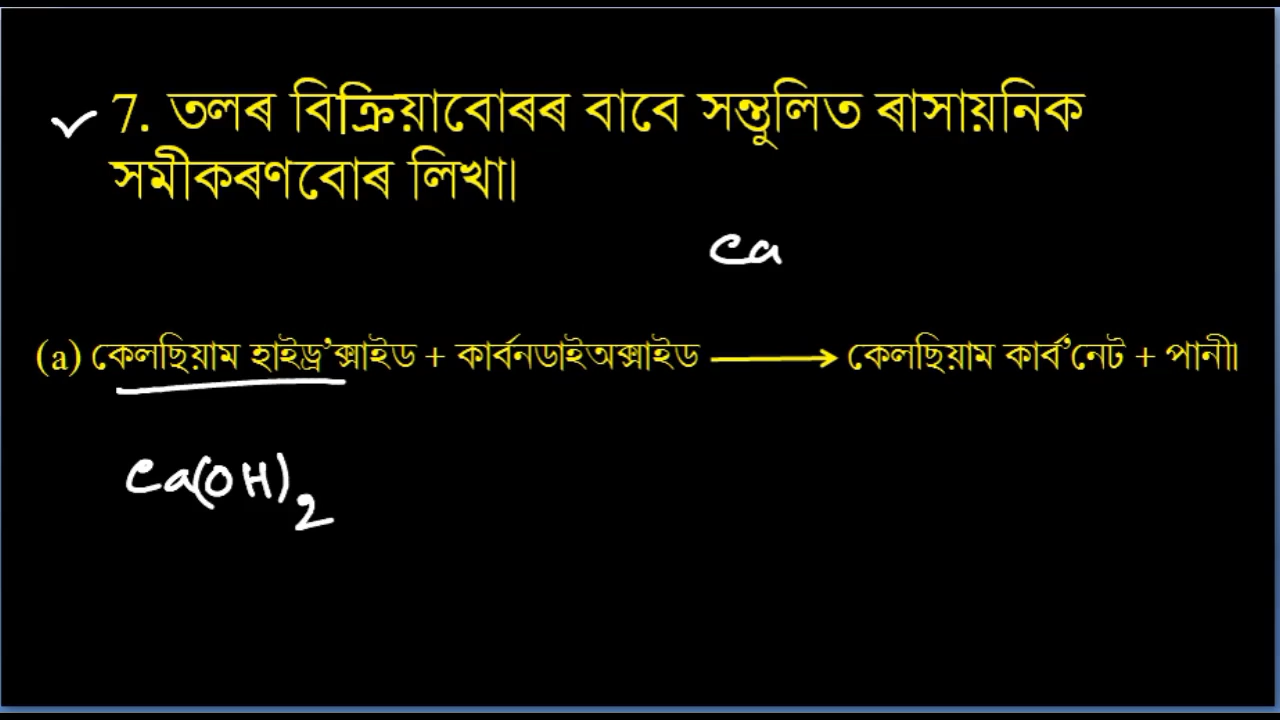 7. তলৰ বিক্ৰিয়াবোৰৰ বাবে সন্তুলিত ৰাসায়নিক
সমীকৰণবোৰ লিখা।
Ca
(a) কেলছিয়াম হাইড্ৰ’ক্সাইড + কাৰ্বনডাইঅক্সাইড ⟶ কেলছিয়াম কাৰ্ব’নেট + পানী।
Ca(OH)₂